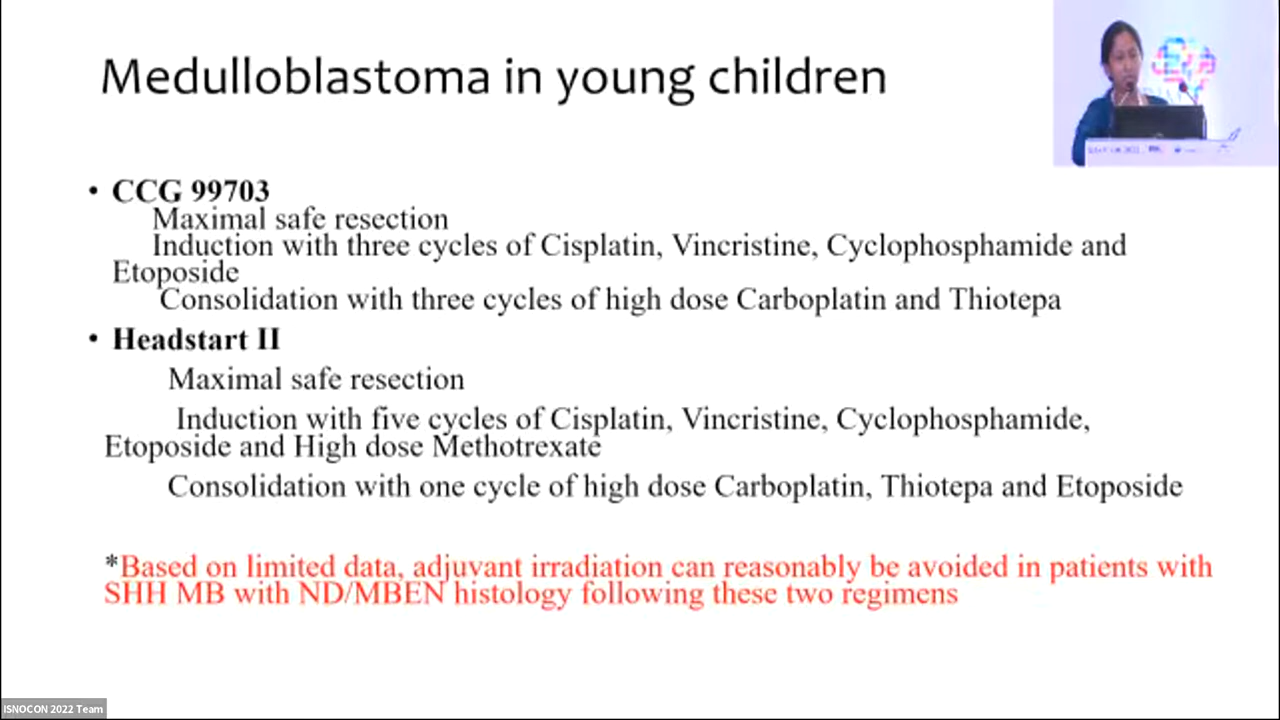 Medulloblastoma in young children
• CCG 99703
Maximal safe resection
Induction with three cycles of Cisplatin, Vincristine, Cyclophosphamide and
Etoposide
Consolidation with three cycles of high dose Carboplatin and Thiotepa
• Headstart II
Maximal safe resection
Induction with five cycles of Cisplatin, Vincristine, Cyclophosphamide,
Etoposide and High dose Methotrexate
Consolidation with one cycle of high dose Carboplatin, Thiotepa and Etoposide
*Based on limited data, adjuvant irradiation can reasonably be avoided in patients with
SHH MB with ND/MBEN histology following these two regimens
ISNOCON 2022 Team